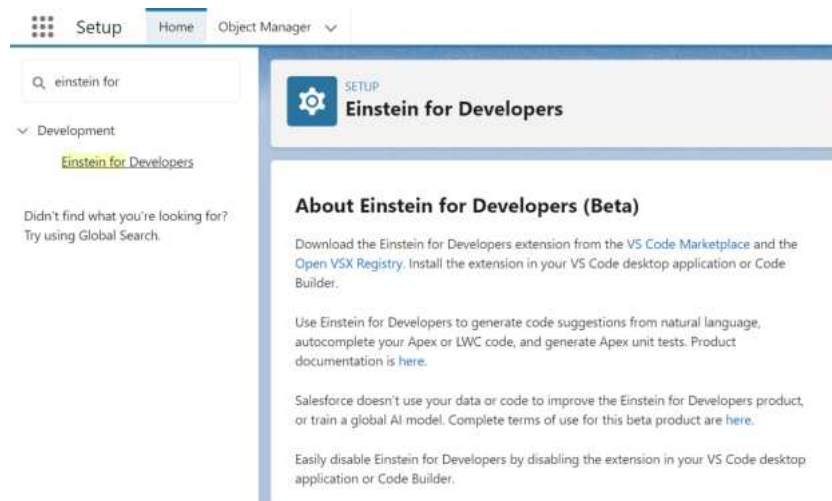 Setup
Home
Object Manager
einstein for
Development
Einstein for Developers
Didn't find what you're looking for?
Try using Global Search.
SETUP
Einstein for Developers
About Einstein for Developers (Beta)
Download the Einstein for Developers extension from the VS Code Marketplace and the
Open VSX Registry. Install the extension in your VS Code desktop application or Code
Builder.
Use Einstein for Developers to generate code suggestions from natural language,
autocomplete your Apex or LWC code, and generate Apex unit tests. Product
documentation is here.
Salesforce doesn't use your data or code to improve the Einstein for Developers product,
or train a global AI model. Complete terms of use for this beta product are here.
Easily disable Einstein for Developers by disabling the extension in your VS Code desktop
application or Code Builder.